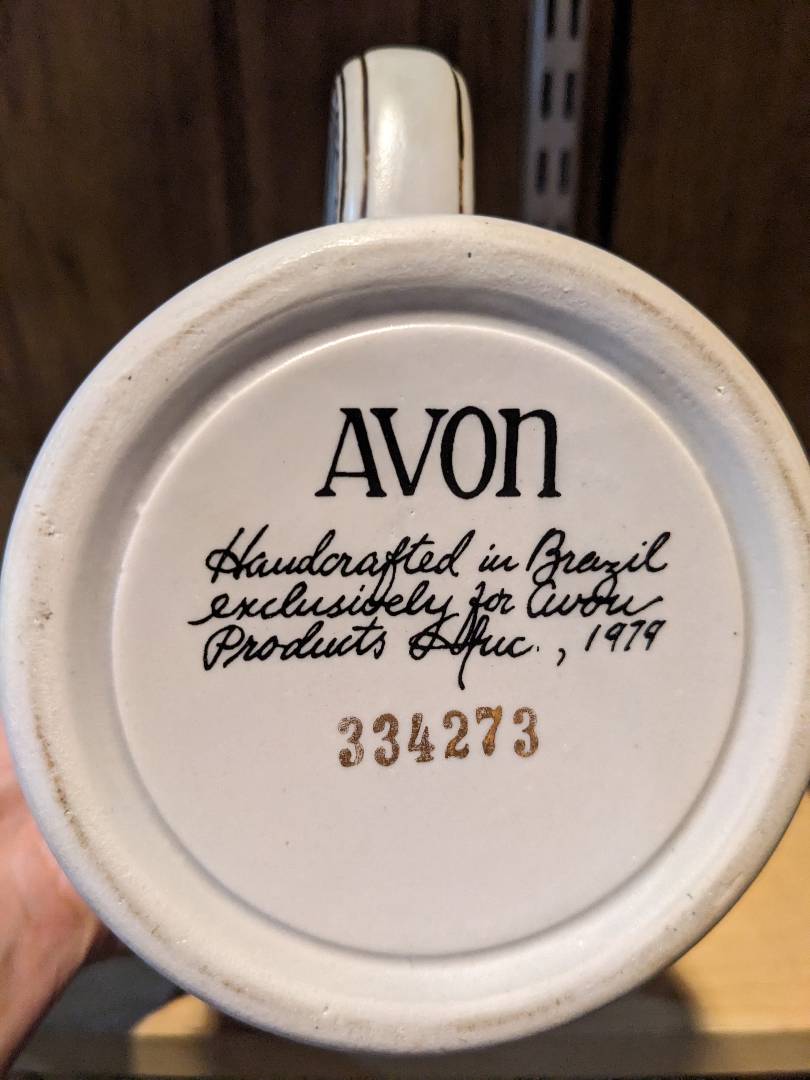 AVON
Handcrafted in Brazil
exclusively for Avon
Products Inc., 1979
334273